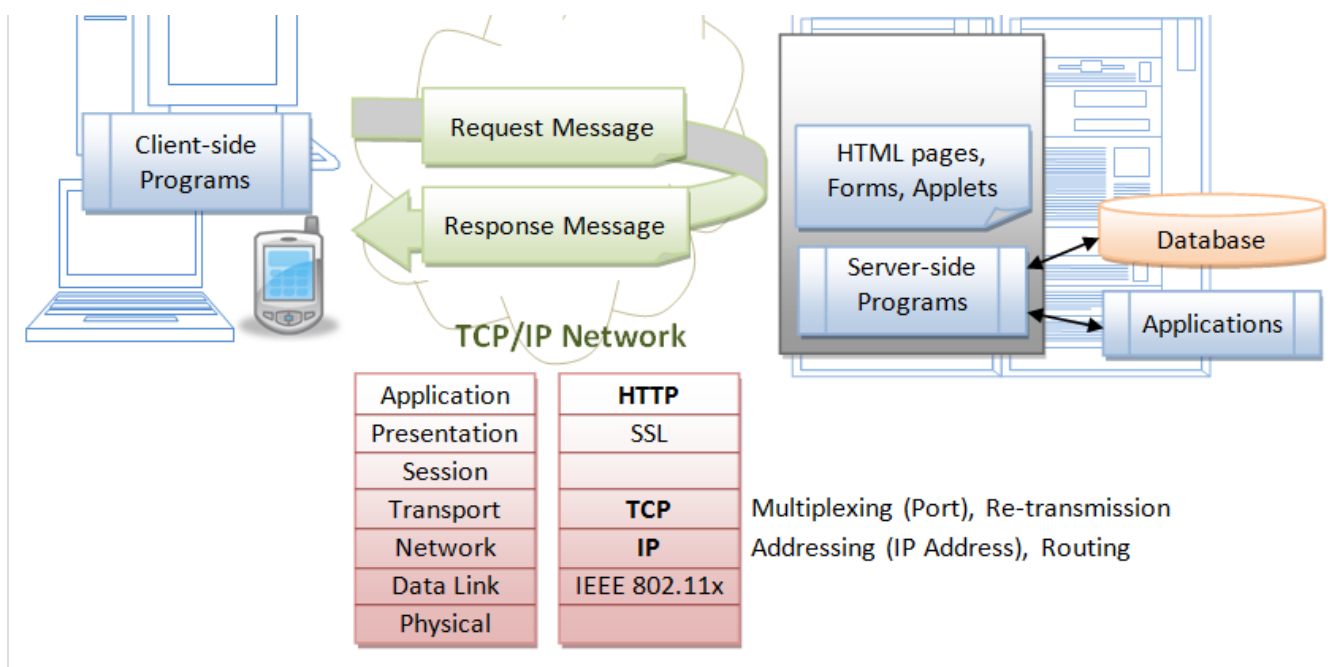 Client-side
Programs
Request Message
Response Message
TCP/IP Network
HTML pages,
Forms, Applets
Server-side
Programs
Database
Applications
Application HTTP
Presentation SSL
Session
Transport TCP Multiplexing (Port), Re-transmission
Network IP Addressing (IP Address), Routing
Data Link IEEE 802.11x
Physical